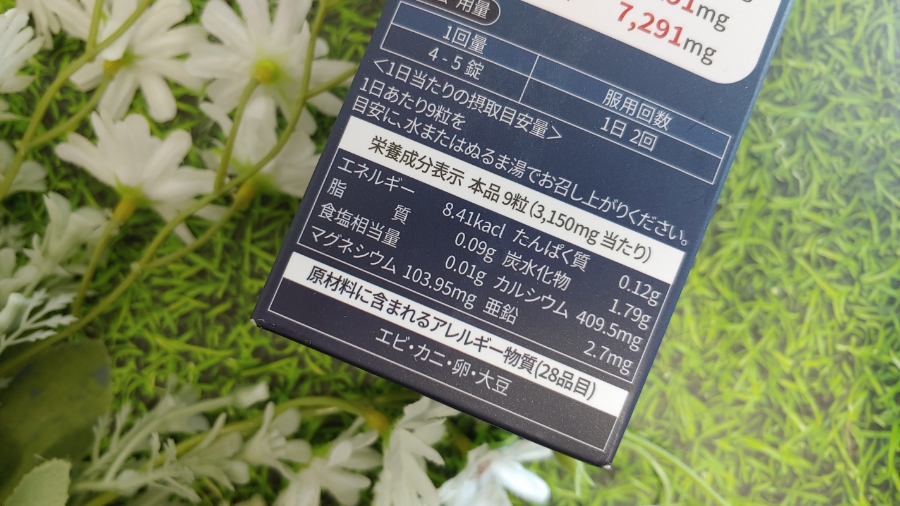 mg
7,291mg
用量
1回量
服用回数
4 - 5 錠
1日 2回
＜1日当たりの摂取目安量＞
1日あたり9粒を
目安に、水またはぬるま湯でお召し上がりください。
栄養成分表示 本品9粒(3,150mg 当たり)
エネルギー 8.41kacl たんぱく質 0.12g
脂 質 0.09g 炭水化物 1.79g
食塩相当量 0.01g カルシウム 409.5mg
マグネシウム 103.95mg 亜鉛 2.7mg
原材料に含まれるアレルギー物質(28品目)
エビ・カニ・卵・大豆